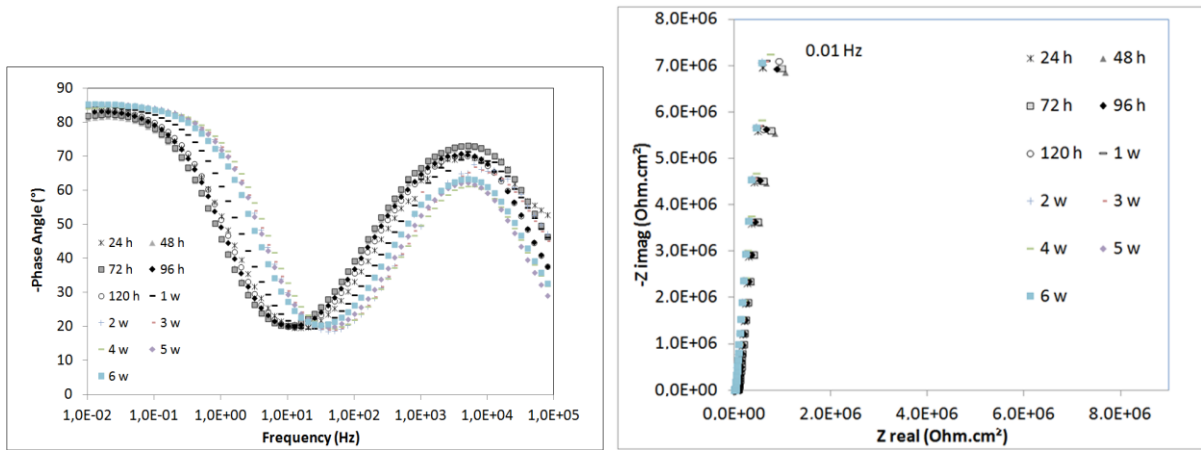 90
80
70
60
50
40
30
20
10
0
-Phase Angle (°)
24 h 48 h
72 h 96 h
120 h 1 w
2 w 3 w
4 w 5 w
6 w
1,0E-02 1,0E-01 1,0E+00 1,0E+01 1,0E+02 1,0E+03 1,0E+04 1,0E+05
Frequency (Hz)
8.0E+06
7.0E+06
6.0E+06
5.0E+06
4.0E+06
3.0E+06
2.0E+06
1.0E+06
0.0E+00
-Z imag (Ohm.cm²)
0.01 Hz
24 h 48 h
72 h 96 h
120 h 1 w
2 w 3 w
4 w 5 w
6 w
0.0E+00 2.0E+06 4.0E+06 6.0E+06 8.0E+06
Z real (Ohm.cm²)